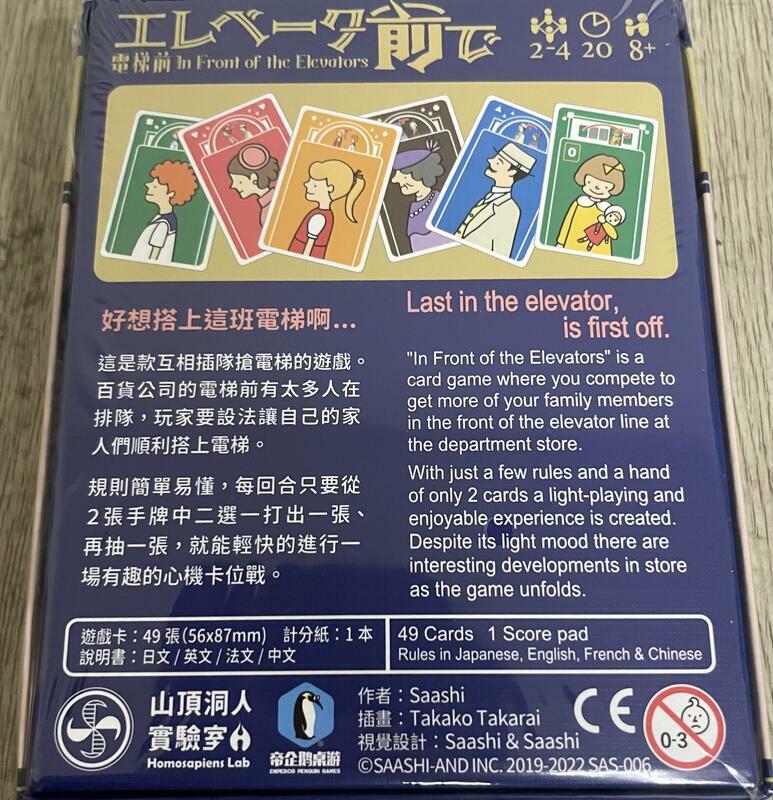 エレベータ前で
電梯前 In Front of the Elevators
2-4 20 8+
0
好想搭上這班電梯啊...
這是款互相插隊搶電梯的遊戲。
百貨公司的電梯前有太多人在
排隊，玩家要設法讓自己的家
人們順利搭上電梯。
規則簡單易懂，每回合只要從
2張手牌中二選一打出一張、
再抽一張，就能輕快的進行一
場有趣的心機卡位戰。
Last in the elevator,
is first off.
"In Front of the Elevators" is a
card game where you compete to
get more of your family members
in the front of the elevator line at
the department store.
With just a few rules and a hand
of only 2 cards a light-playing and
enjoyable experience is created.
Despite its light mood there are
interesting developments in store
as the game unfolds.
遊戲卡：49 張(56x87mm) 計分紙：1 本
說明書：日文 / 英文 / 法文 / 中文
49 Cards 1 Score pad
Rules in Japanese, English, French & Chinese
山頂洞人
實驗室
Homosapiens Lab
帝企鹅桌游
EMPEROR PENGUIN GAMES
作者：Saashi
插畫：Takako Takarai
視覺設計：Saashi & Saashi
©SAASHI-AND INC. 2019-2022 SAS-006
CE
0-3